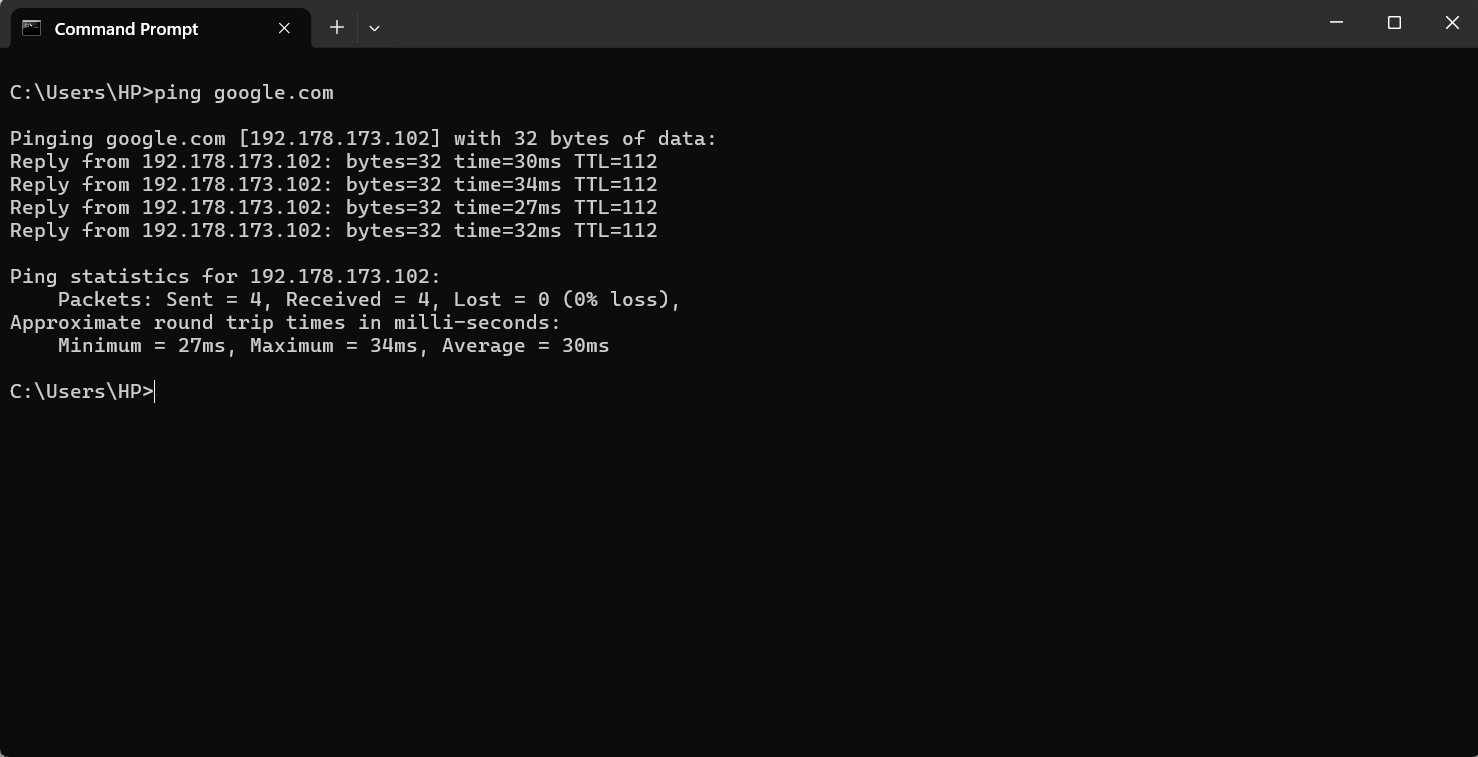 Command Prompt
C:\Users\HP>ping google.com
Pinging google.com [192.178.173.102] with 32 bytes of data:
Reply from 192.178.173.102: bytes=32 time=30ms TTL=112
Reply from 192.178.173.102: bytes=32 time=34ms TTL=112
Reply from 192.178.173.102: bytes=32 time=27ms TTL=112
Reply from 192.178.173.102: bytes=32 time=32ms TTL=112
Ping statistics for 192.178.173.102:
    Packets: Sent = 4, Received = 4, Lost = 0 (0% loss),
Approximate round trip times in milli-seconds:
    Minimum = 27ms, Maximum = 34ms, Average = 30ms
C:\Users\HP>